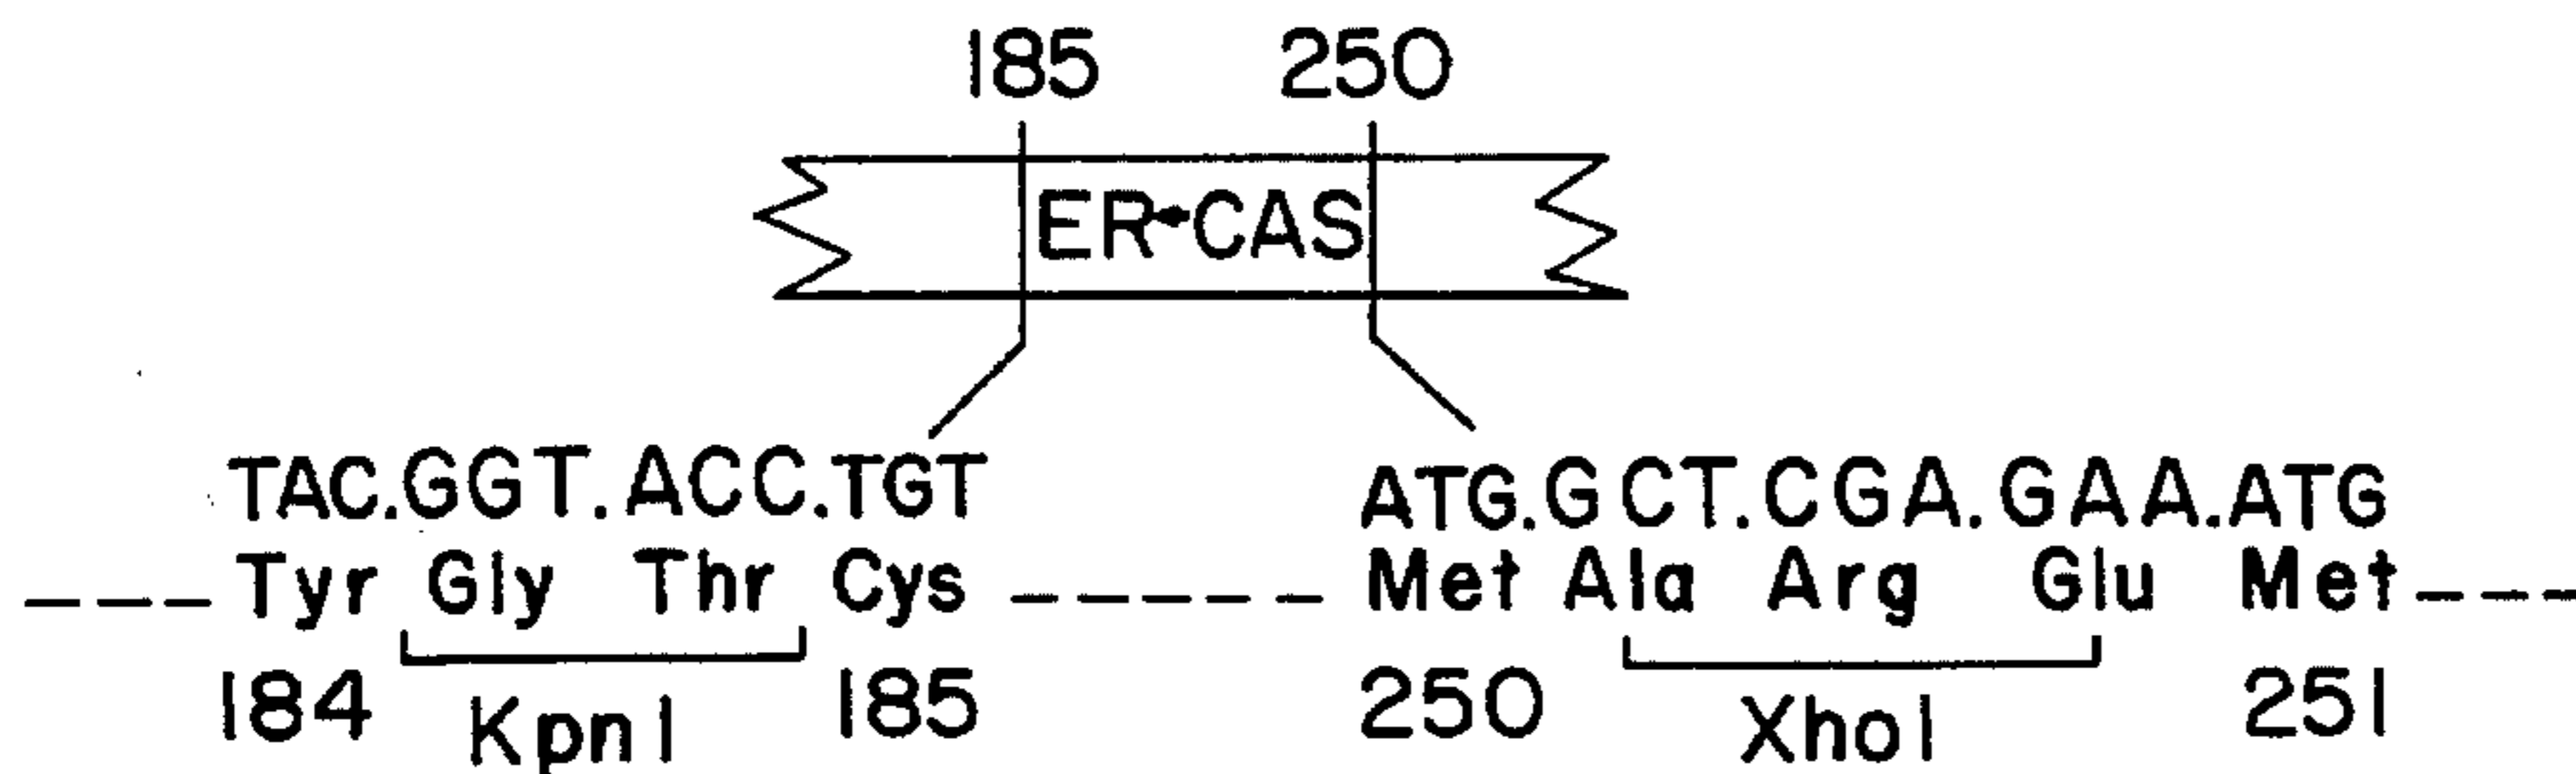 185 250
ER•CAS
TAC.GGT.ACC.TGT ATG.GCT.CGA.GAA.ATG
---Tyr Gly Thr Cys ----- Met Ala Arg Glu Met---
184 KpnI 185 250 XhoI 251